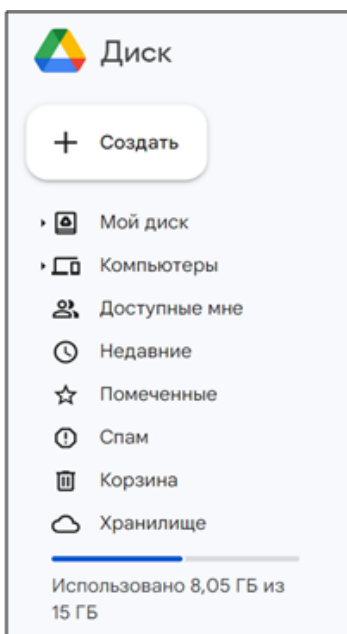 Диск
Создать
Мой диск
Компьютеры
Доступные мне
Недавние
Помеченные
Спам
Корзина
Хранилище
Использовано 8,05 ГБ из
15 ГБ